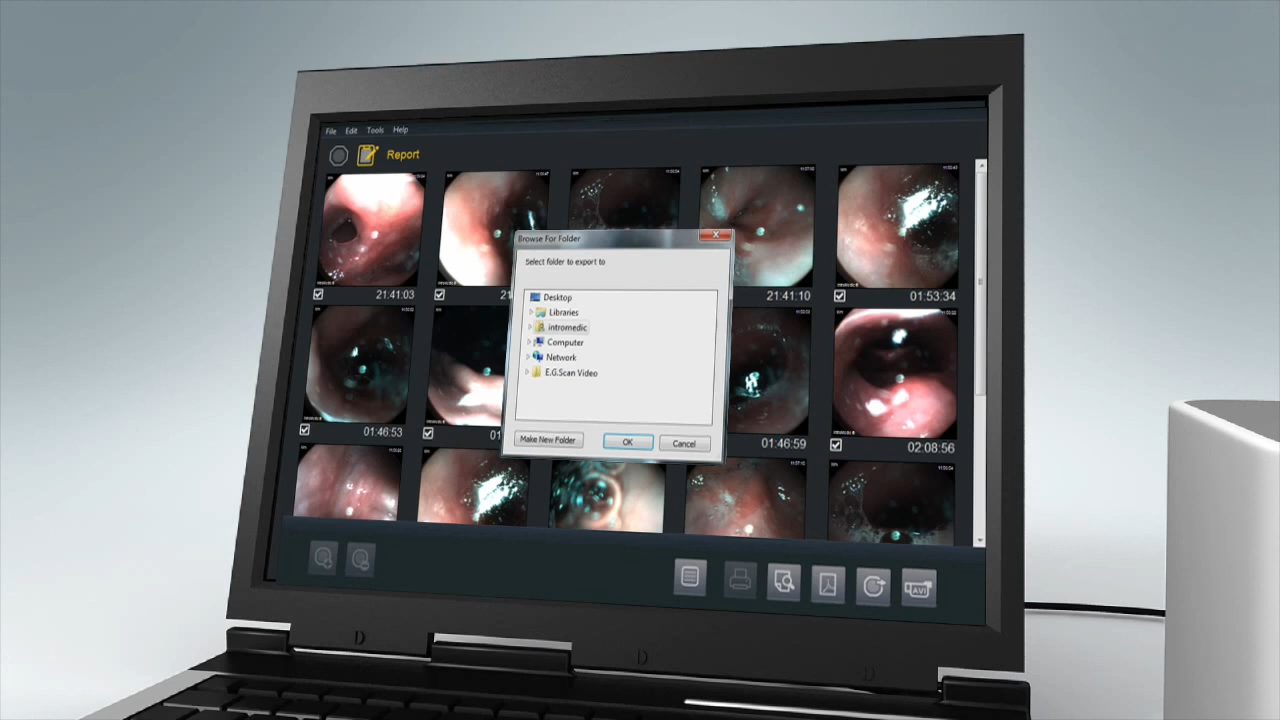 File Edit Tools Help
Report
Browse For Folder
Select folder to export to
Desktop
Libraries
intromedic
Computer
Network
E.G.Scan Video
Make New Folder OK Cancel
21:41:03
21:41:10
01:53:34
01:46:53
01:46:59
02:08:56
AVI